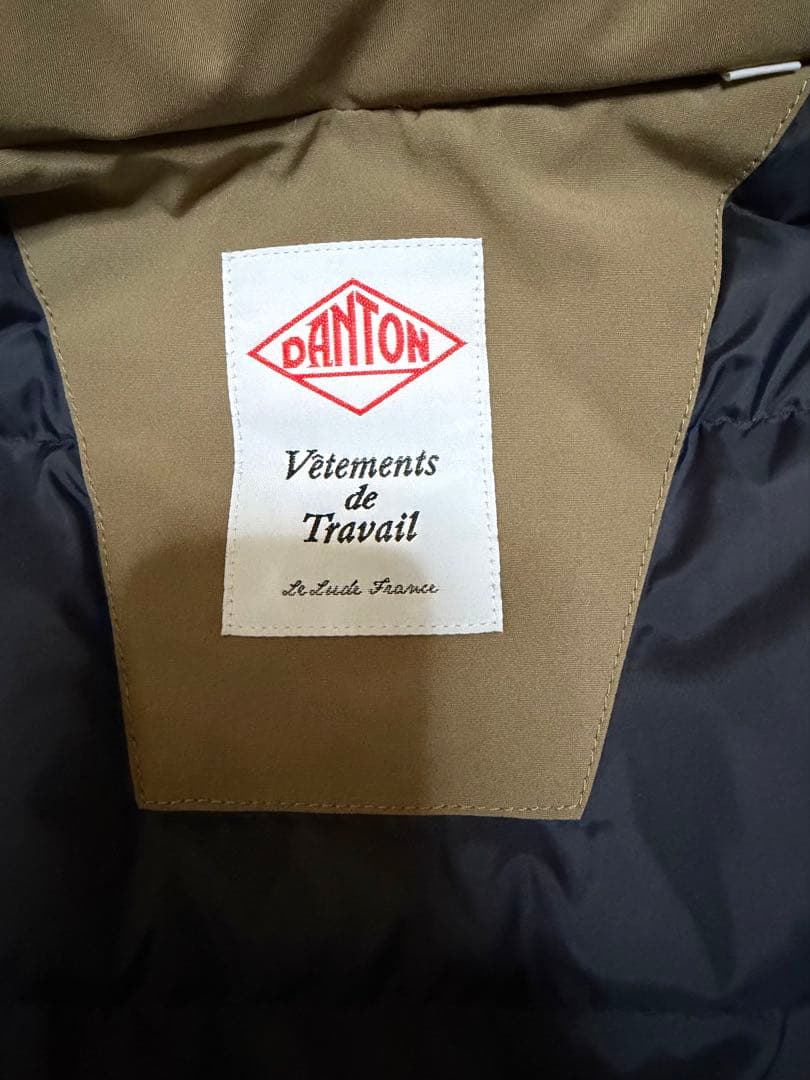 DANTON
Vêtements
de
Travail
Le Lude France